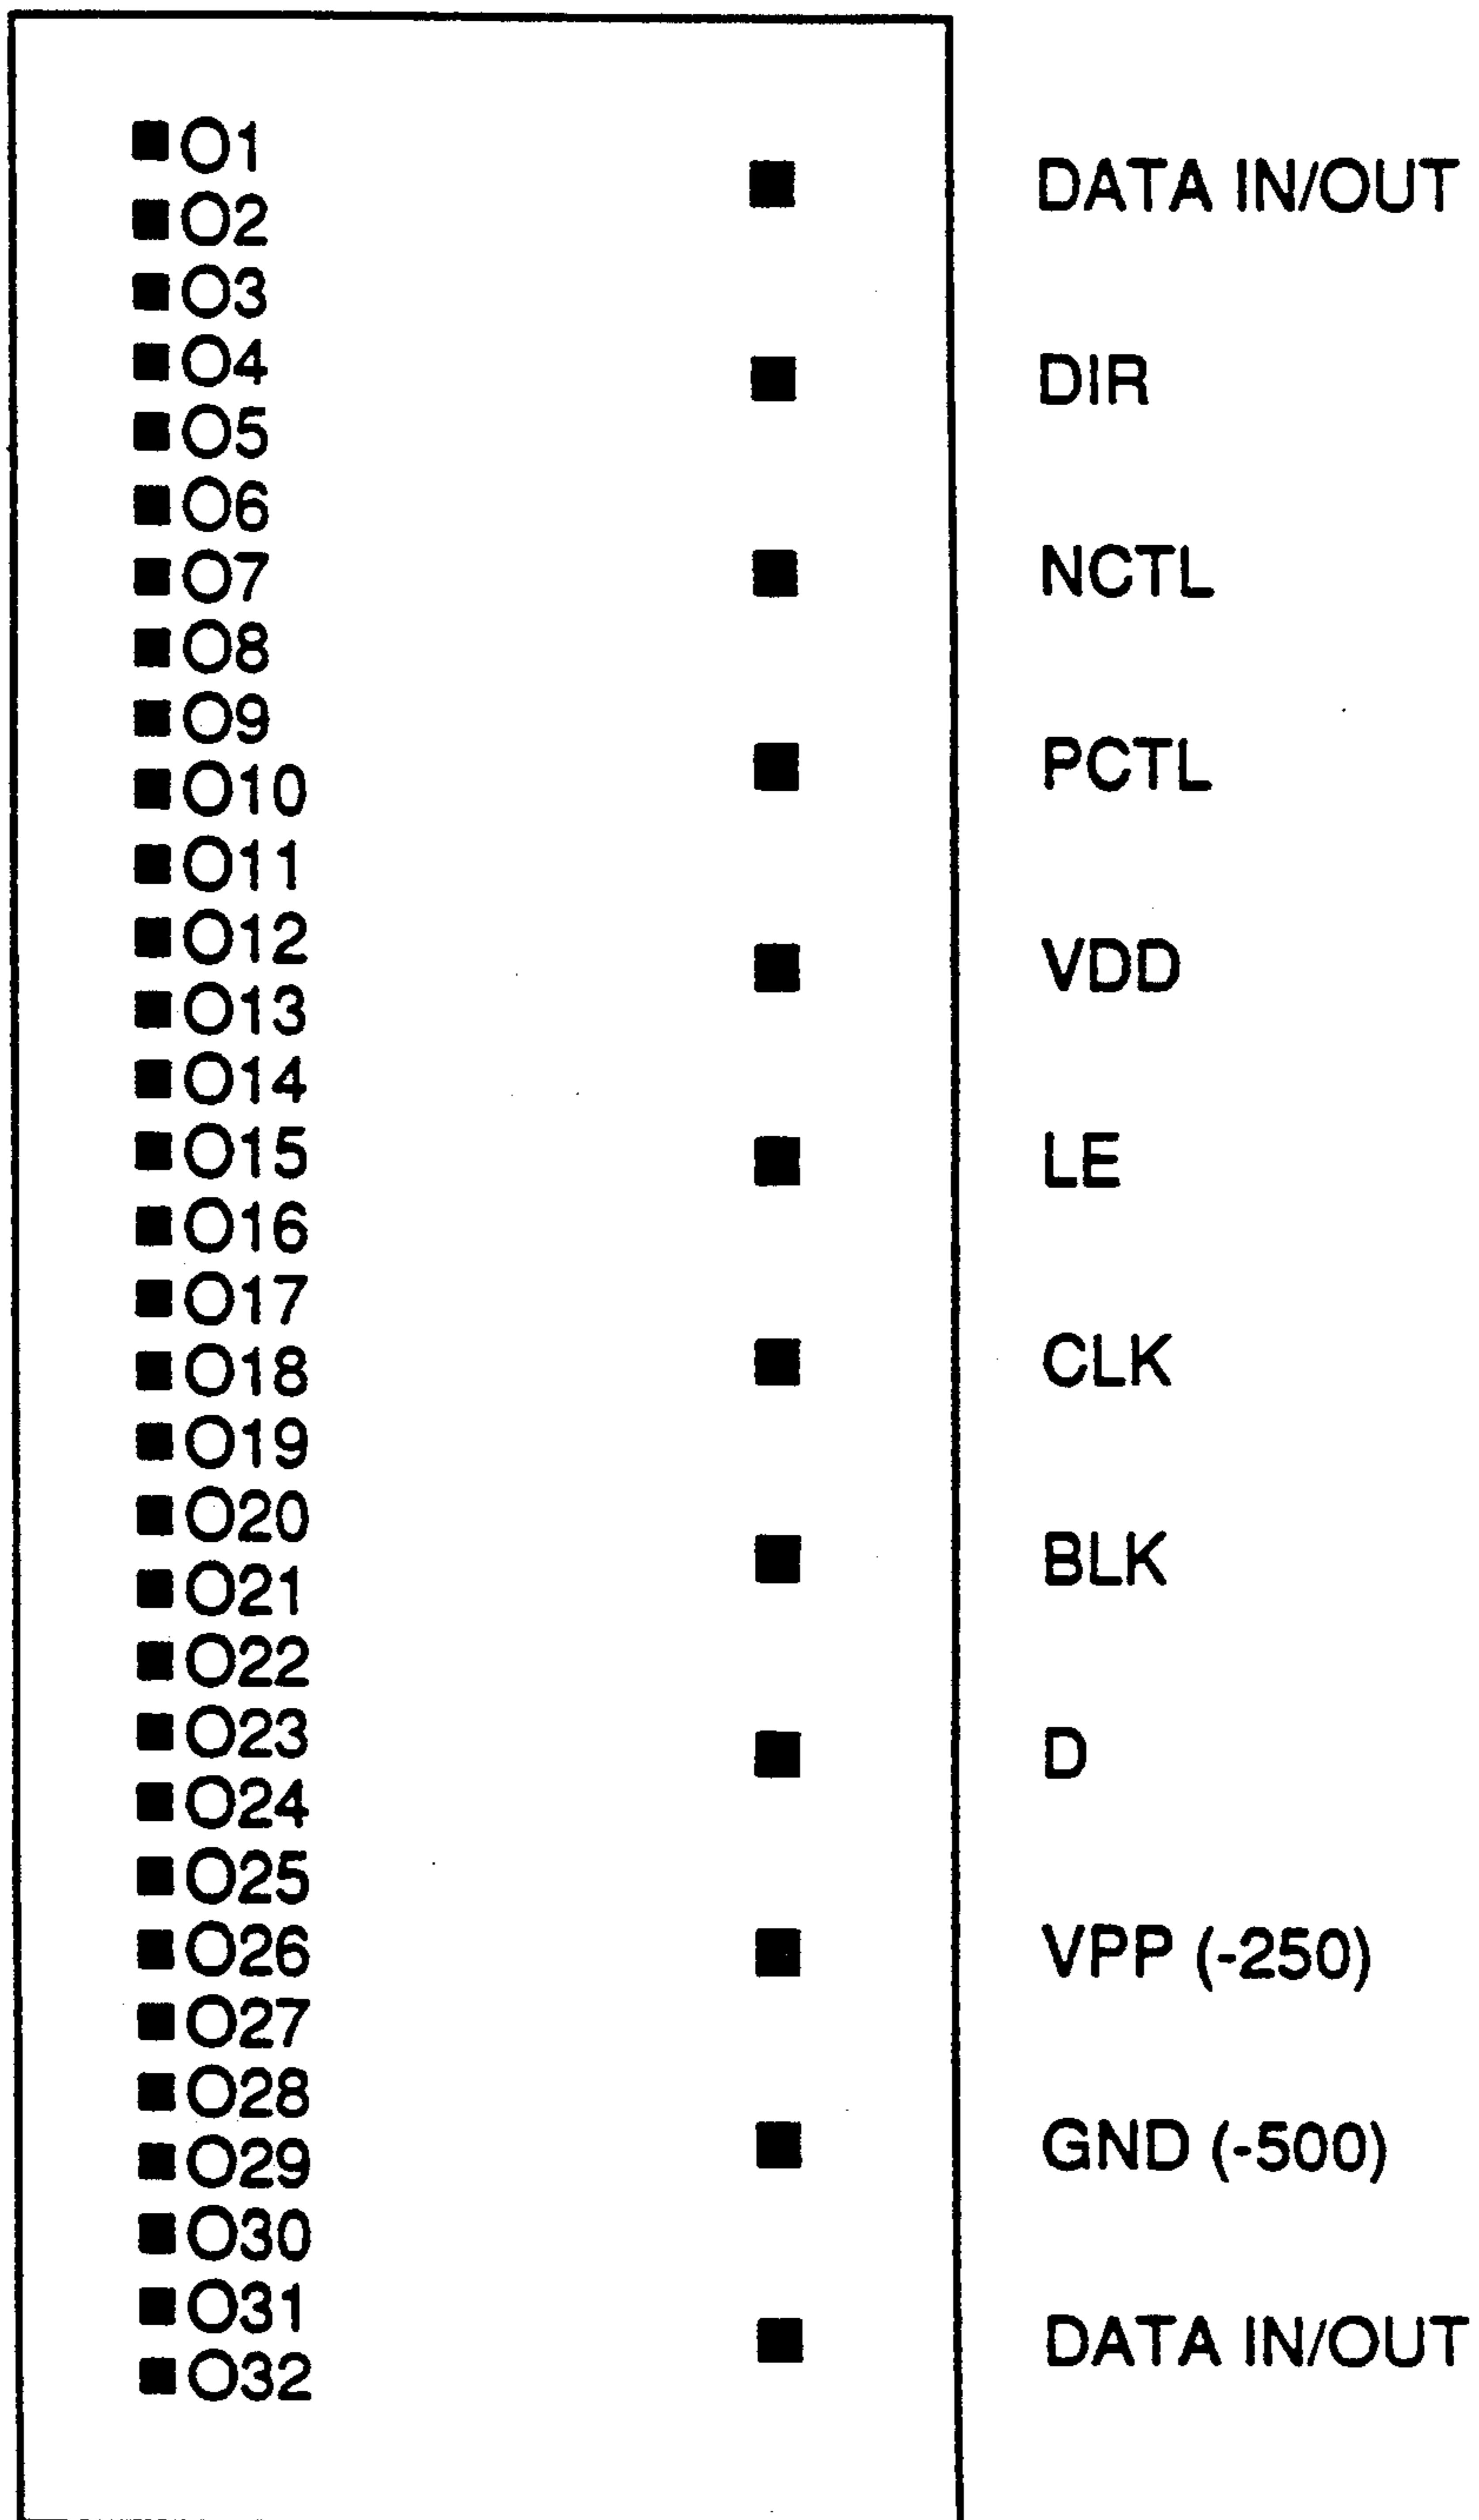 O1
O2
O3
O4
O5
O6
O7
O8
O9
O10
O11
O12
O13
O14
O15
O16
O17
O18
O19
O20
O21
O22
O23
O24
O25
O26
O27
O28
O29
O30
O31
O32
DATA IN/OUT
DIR
NCTL
PCTL
VDD
LE
CLK
BLK
D
VPP (-250)
GND (-500)
DATA IN/OUT